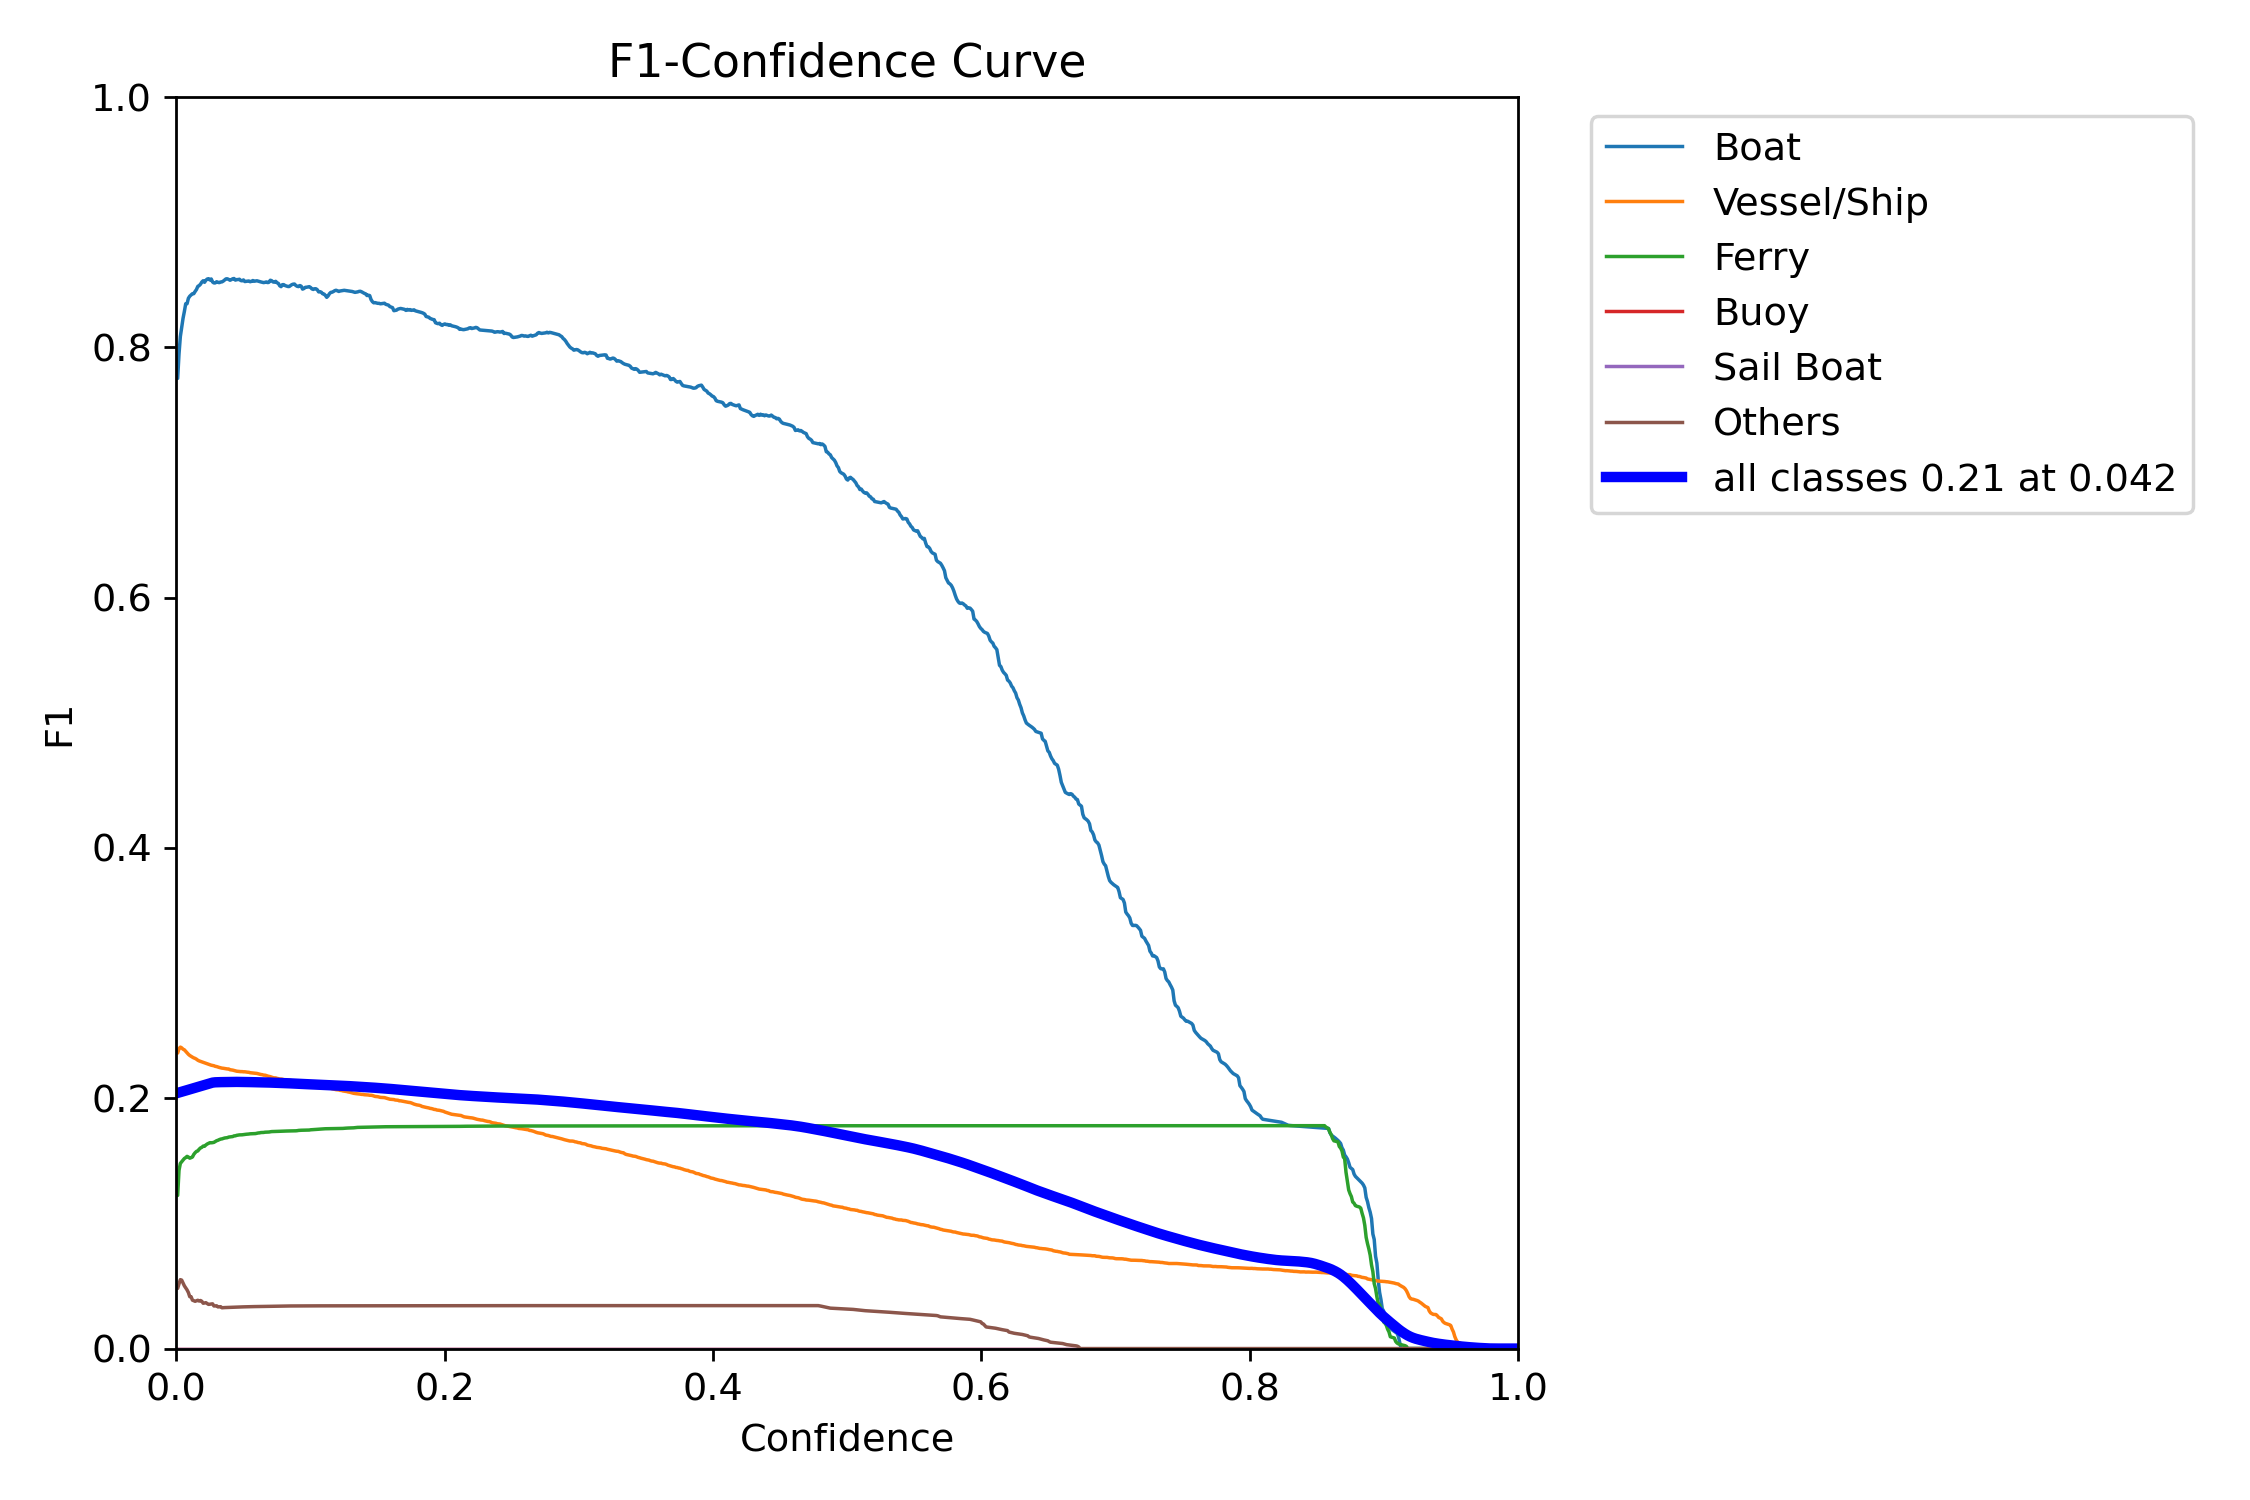 F1-Confidence Curve
1.0
0.8
0.6
0.4
0.2
0.0
F1
0.0 0.2 0.4 0.6 0.8 1.0
Confidence
Boat
Vessel/Ship
Ferry
Buoy
Sail Boat
Others
all classes 0.21 at 0.042